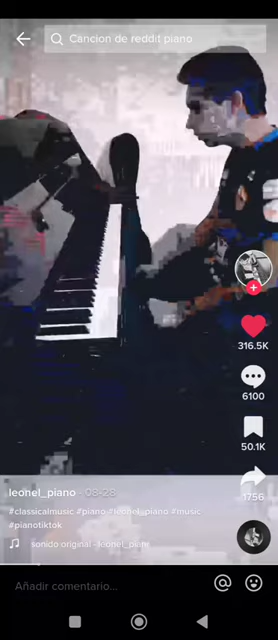 Cancion de reddit piano
316.5K
6100
50.1K
1756
leonel_piano · 08-28
#classicalmusic #piano #leonel_piano #music
#pianotiktok
sonido original - leonel_piano
Añadir comentario...